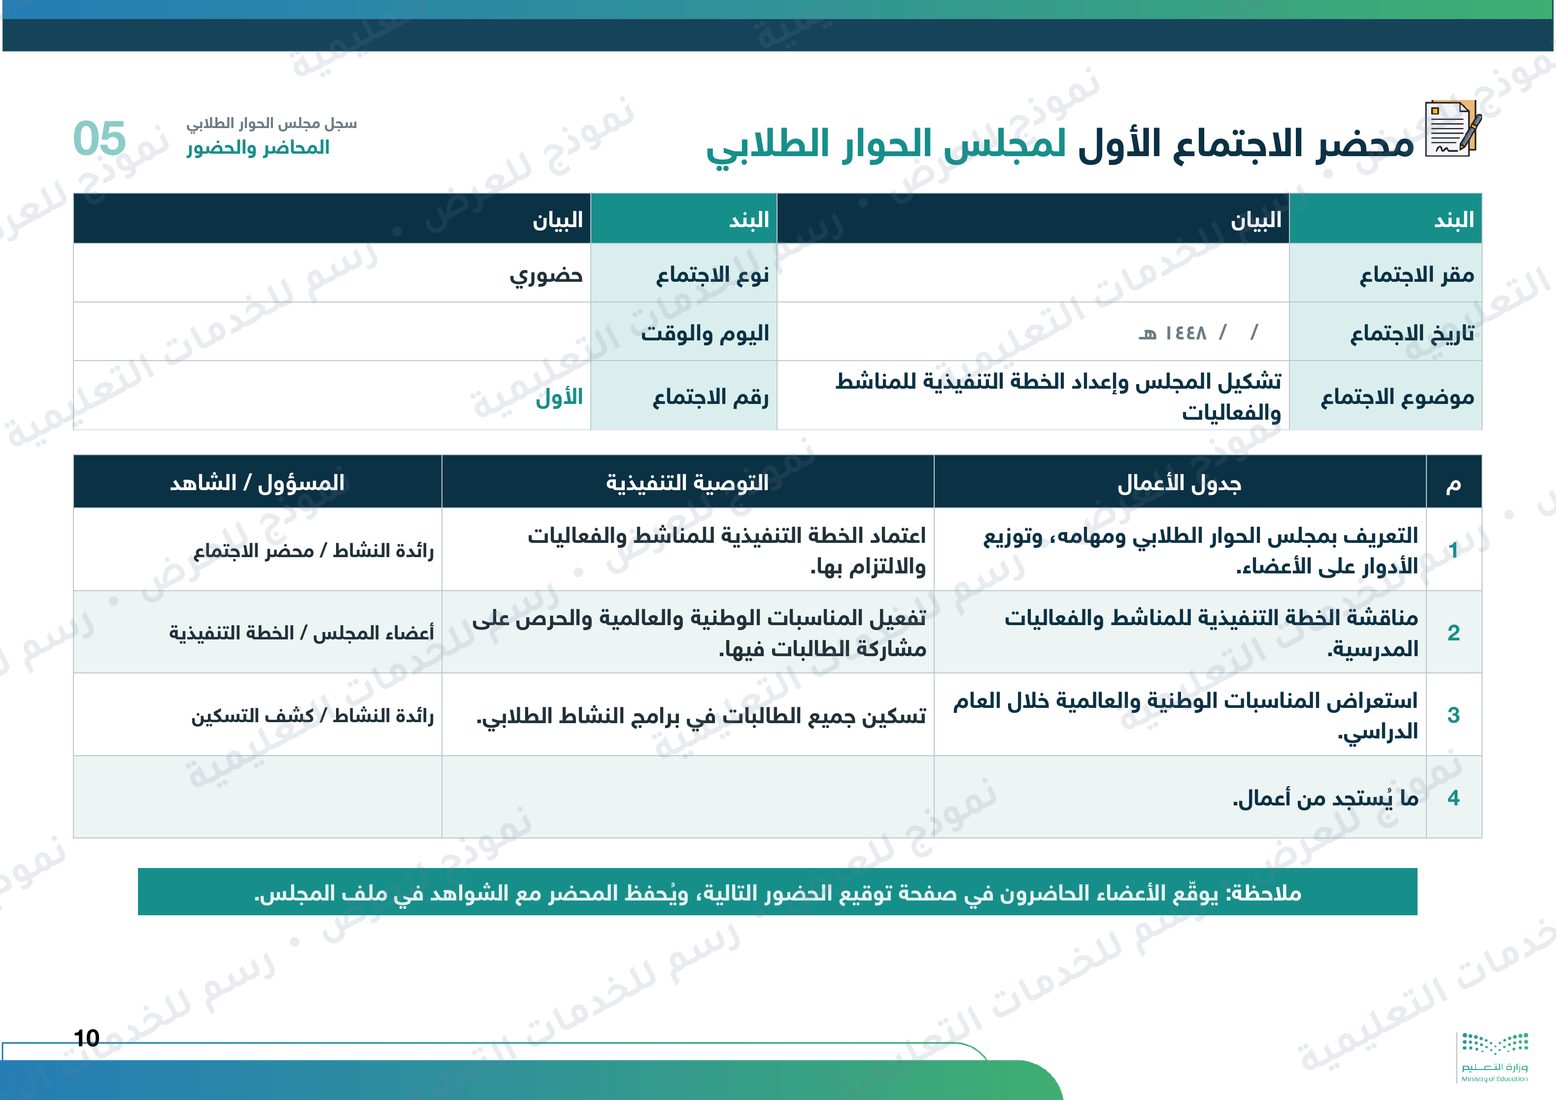 محضر الاجتماع الأول لمجلس الحوار الطلابي
سجل مجلس الحوار الطلابي
المحاضر والحضور
05
البند البيان البند البيان
مقر الاجتماع نوع الاجتماع حضوري
تاريخ الاجتماع / / ١٤٤٨ هـ اليوم والوقت
موضوع الاجتماع تشكيل المجلس وإعداد الخطة التنفيذية للمناشط
والفعاليات رقم الاجتماع الأول
م جدول الأعمال التوصية التنفيذية المسؤول / الشاهد
1 التعريف بمجلس الحوار الطلابي ومهامه، وتوزيع
الأدوار على الأعضاء.
اعتماد الخطة التنفيذية للمناشط والفعاليات
والالتزام بها.
رائدة النشاط / محضر الاجتماع
2 مناقشة الخطة التنفيذية للمناشط والفعاليات
المدرسية.
تفعيل المناسبات الوطنية والعالمية والحرص على
مشاركة الطالبات فيها.
أعضاء المجلس / الخطة التنفيذية
3 استعراض المناسبات الوطنية والعالمية خلال العام
الدراسي.
تسكين جميع الطالبات في برامج النشاط الطلابي.
رائدة النشاط / كشف التسكين
4 ما يُستجد من أعمال.
ملاحظة: يوقّع الأعضاء الحاضرون في صفحة توقيع الحضور التالية، ويُحفظ المحضر مع الشواهد في ملف المجلس.
10
وزارة التعليم
Ministry of Education
نموذج للعرض • رسم للخدمات التعليمية